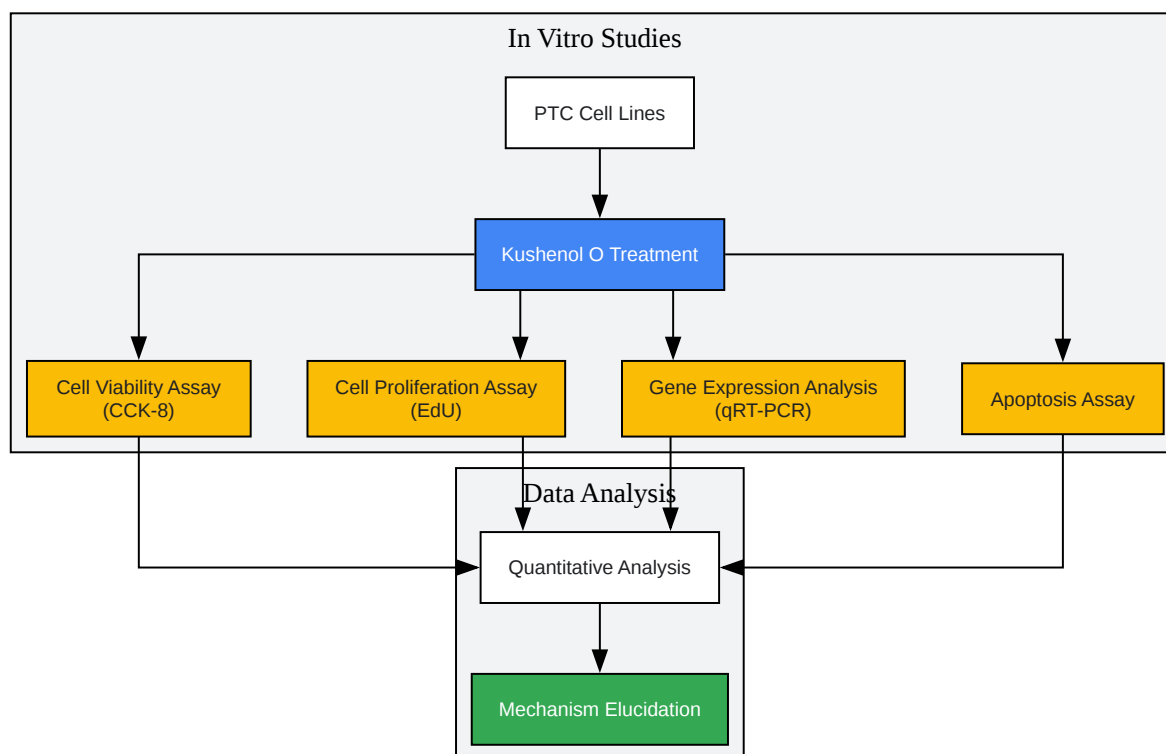 In Vitro Studies
PTC Cell Lines
Kushenol O Treatment
Cell Viability Assay
(CCK-8)
Cell Proliferation Assay
(EdU)
Gene Expression Analysis
(qRT-PCR)
Apoptosis Assay
Data Analysis
Quantitative Analysis
Mechanism Elucidation